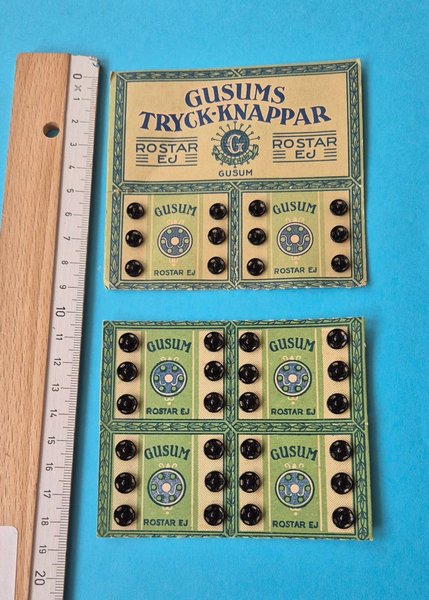 GUSUMS
TRYCK-KNAPPAR
ROSTAR
EJ
G
ROSTAR
EJ
GUSUM
GUSUM
ROSTAR EJ
GUSUM
ROSTAR EJ
GUSUM
ROSTAR EJ
GUSUM
ROSTAR EJ
GUSUM
ROSTAR EJ
GUSUM
ROSTAR EJ
0
1
2
3
4
5
6
7
8
9
10
11
12
13
14
15
16
17
18
19
20